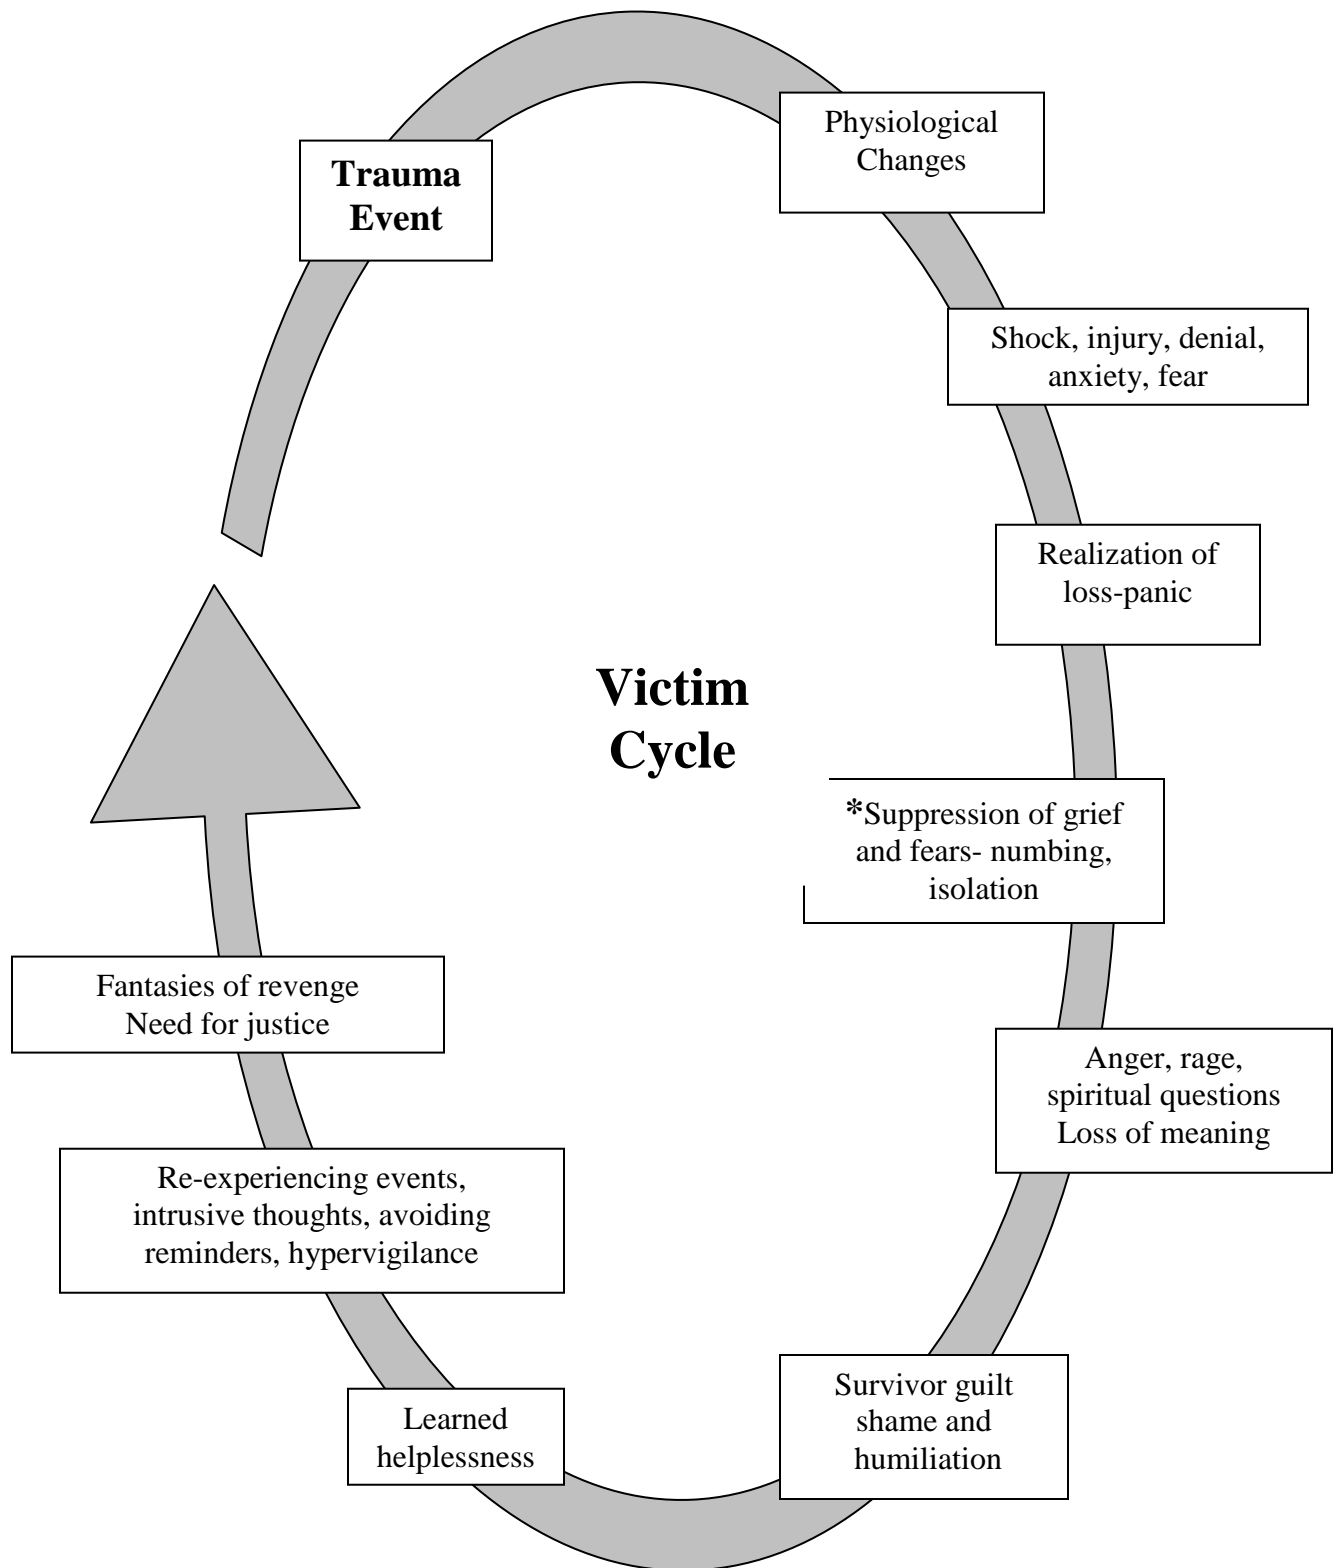 Trauma
Event
Physiological
Changes
Shock, injury, denial,
anxiety, fear
Realization of
loss-panic
Victim
Cycle
*Suppression of grief
and fears- numbing,
isolation
Anger, rage,
spiritual questions
Loss of meaning
Survivor guilt
shame and
humiliation
Learned
helplessness
Re-experiencing events,
intrusive thoughts, avoiding
reminders, hypervigilance
Fantasies of revenge
Need for justice